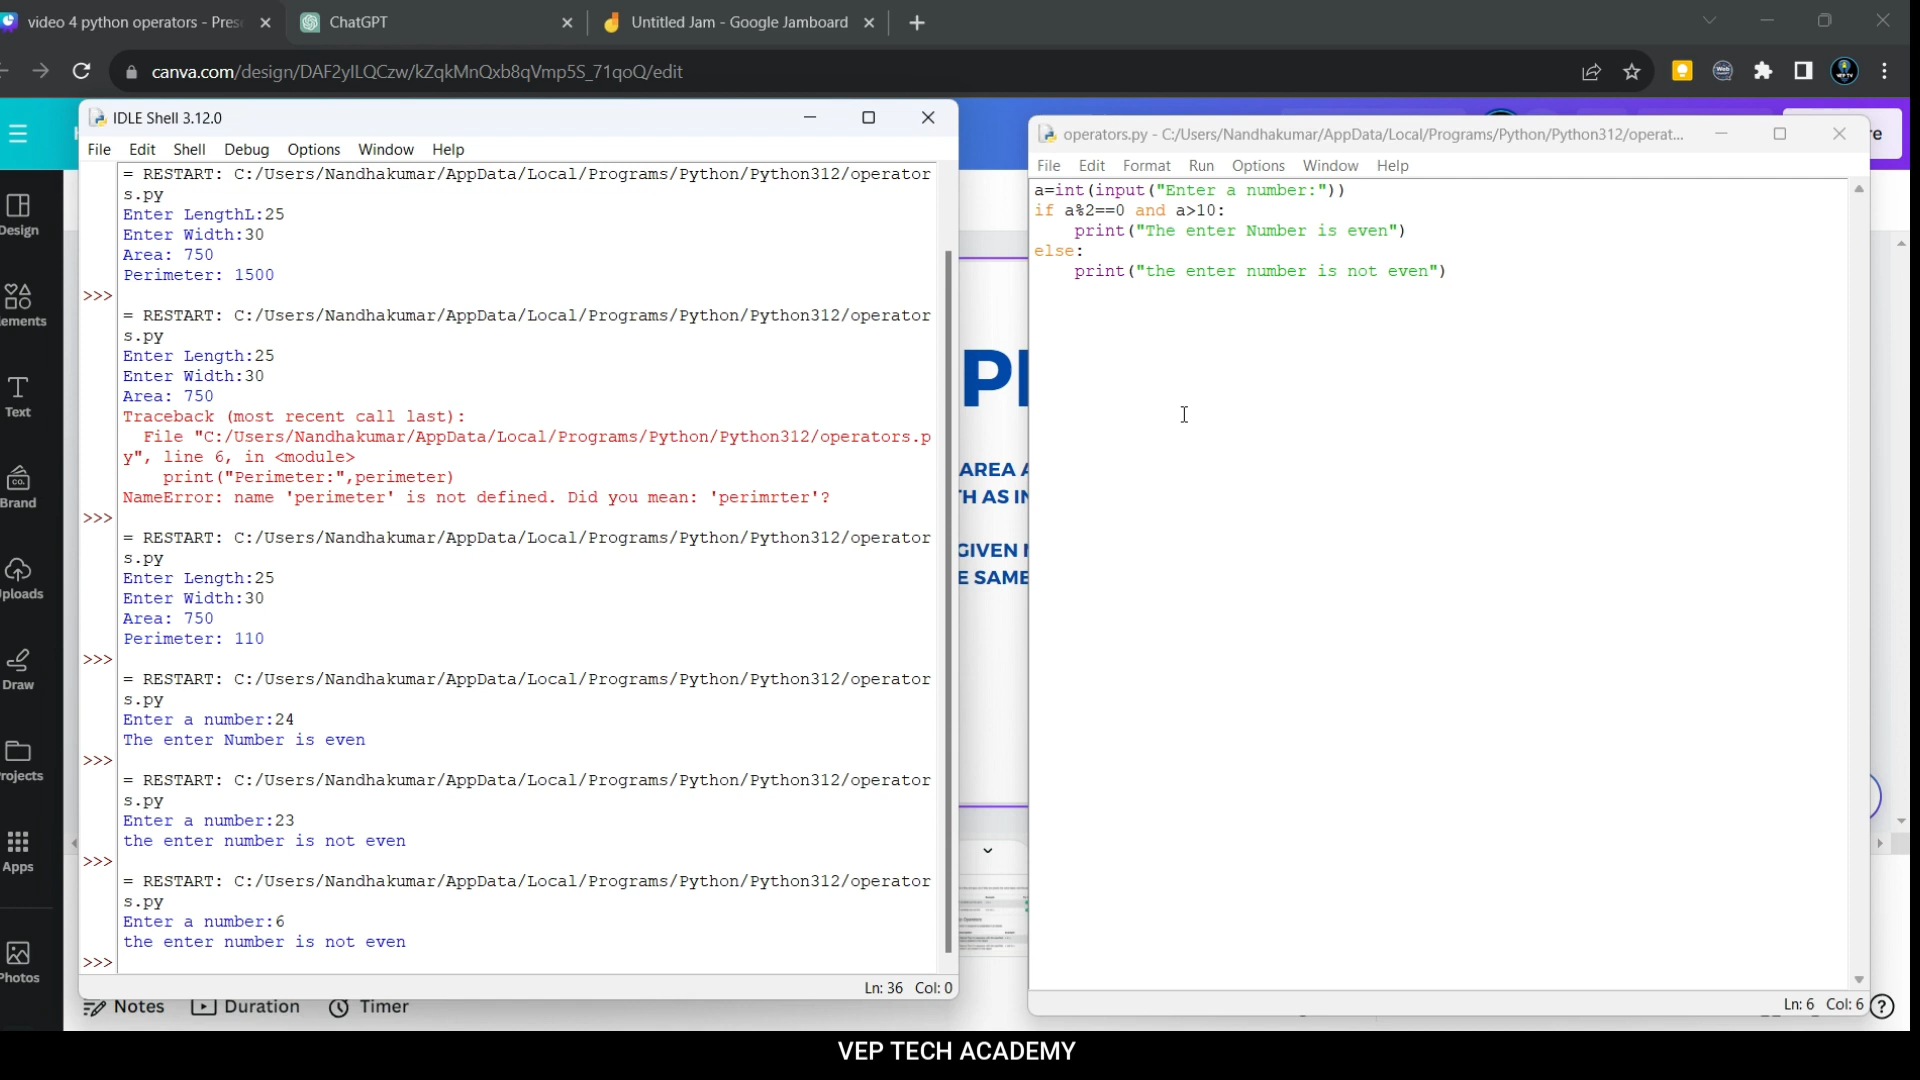 video 4 python operators - Pres
ChatGPT
Untitled Jam - Google Jamboard
canva.com/design/DAF2yILQCzw/kZqkMnQxb8qVmp5S_71qoQ/edit
IDLE Shell 3.12.0
File Edit Shell Debug Options Window Help
= RESTART: C:/Users/Nandhakumar/AppData/Local/Programs/Python/Python312/operator
s.py
Enter LengthL:25
Enter Width:30
Area: 750
Perimeter: 1500
>>>
= RESTART: C:/Users/Nandhakumar/AppData/Local/Programs/Python/Python312/operator
s.py
Enter Length:25
Enter Width:30
Area: 750
Traceback (most recent call last):
File "C:/Users/Nandhakumar/AppData/Local/Programs/Python/Python312/operators.p
y", line 6, in <module>
print("Perimeter:",perimeter)
NameError: name 'perimeter' is not defined. Did you mean: 'perimrter'?
>>>
= RESTART: C:/Users/Nandhakumar/AppData/Local/Programs/Python/Python312/operator
s.py
Enter Length:25
Enter Width:30
Area: 750
Perimeter: 110
>>>
= RESTART: C:/Users/Nandhakumar/AppData/Local/Programs/Python/Python312/operator
s.py
Enter a number:24
The enter Number is even
>>>
= RESTART: C:/Users/Nandhakumar/AppData/Local/Programs/Python/Python312/operator
s.py
Enter a number:23
the enter number is not even
>>>
= RESTART: C:/Users/Nandhakumar/AppData/Local/Programs/Python/Python312/operator
s.py
Enter a number:6
the enter number is not even
>>>
Ln: 36 Col: 0
operators.py - C:/Users/Nandhakumar/AppData/Local/Programs/Python/Python312/operat...
File Edit Format Run Options Window Help
a=int(input("Enter a number:"))
if a%2==0 and a>10:
print("The enter Number is even")
else:
print("the enter number is not even")
Ln: 6 Col: 6
re
Design
lements
Text
Brand
Uploads
Draw
rojects
Apps
Photos
AREA A
TH AS IN
GIVEN
E SAME
Notes Duration Timer
VEP TECH ACADEMY